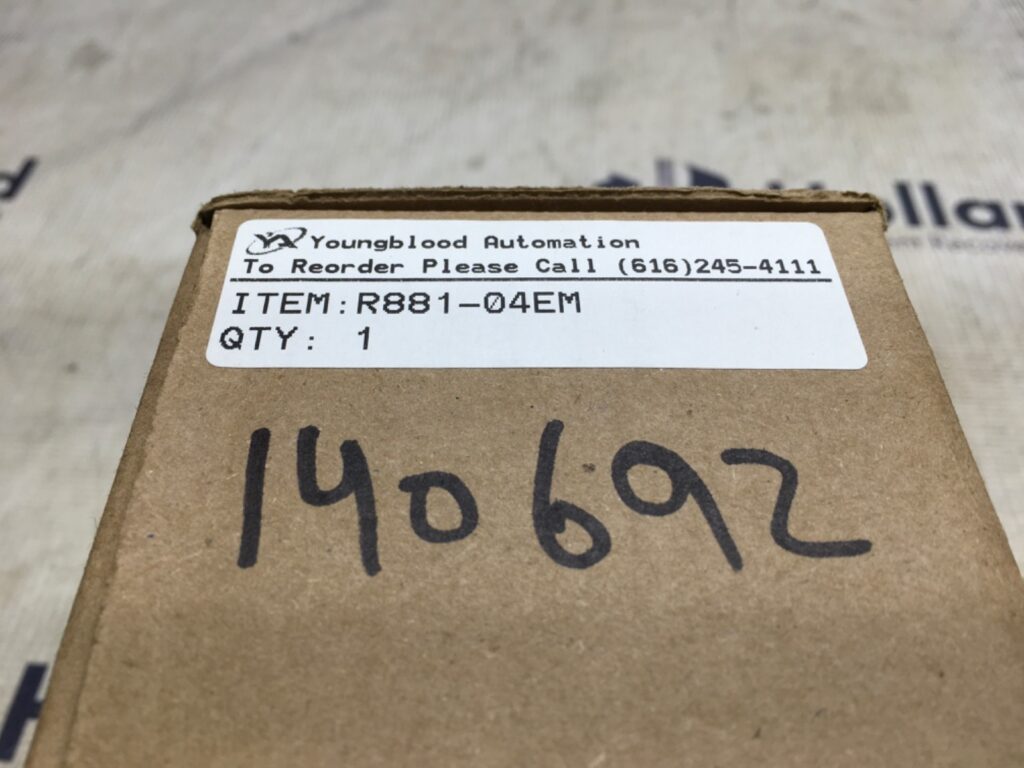 YA Youngblood Automation
To Reorder Please Call (616)245-4111
ITEM:R881-04EM
QTY: 1
140692